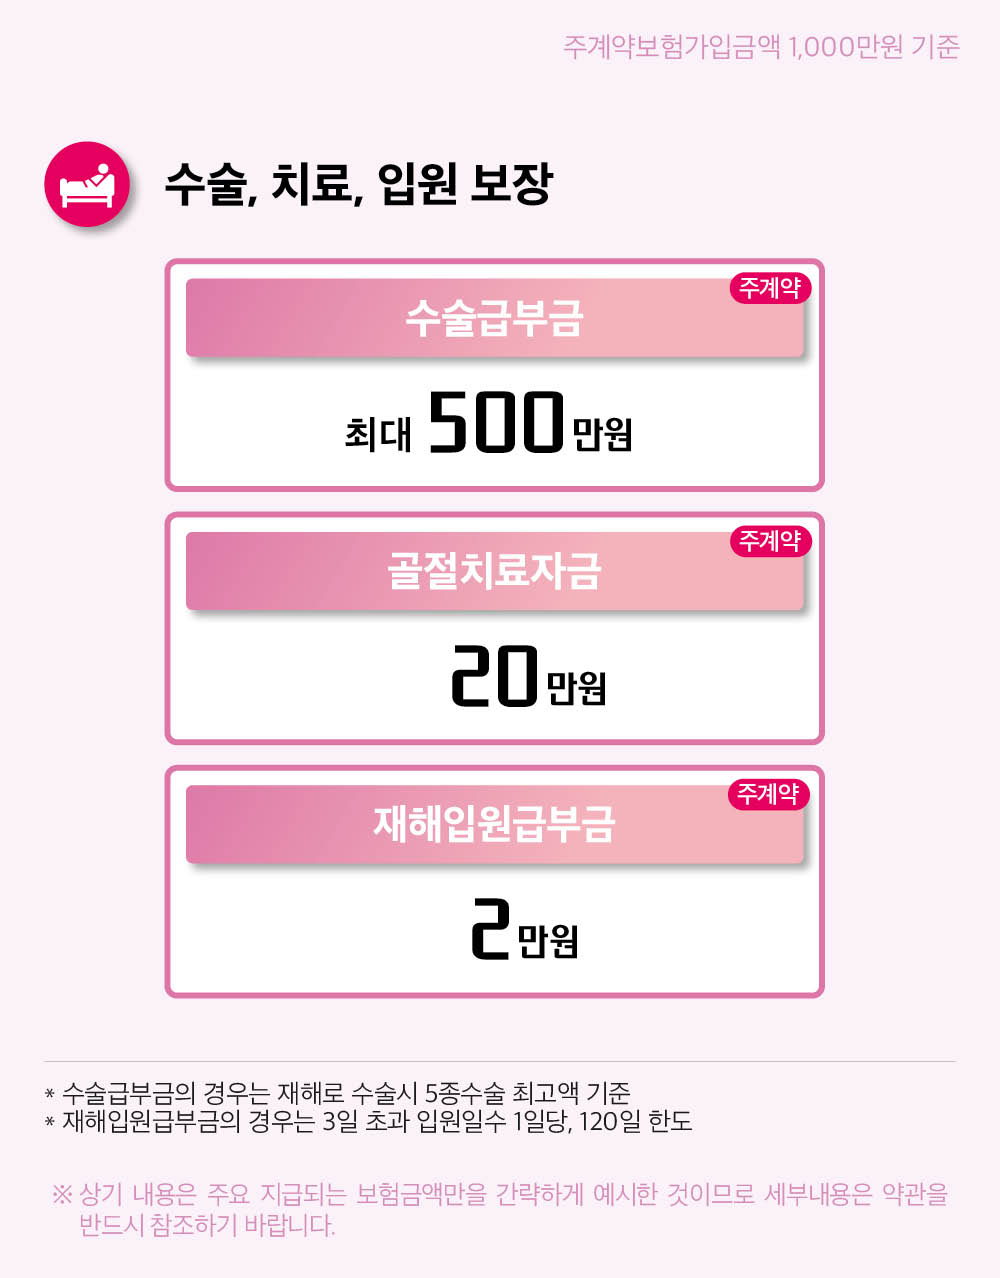 주계약보험가입금액 1,000만원 기준
수술, 치료, 입원 보장
주계약
수술급부금
최대 500만원
주계약
골절치료자금
20만원
주계약
재해입원급부금
2만원
* 수술급부금의 경우는 재해로 수술시 5종수술 최고액 기준
* 재해입원급부금의 경우는 3일 초과 입원일수 1일당, 120일 한도
※ 상기 내용은 주요 지급되는 보험금액만을 간략하게 예시한 것이므로 세부내용은 약관을
반드시 참조하기 바랍니다.